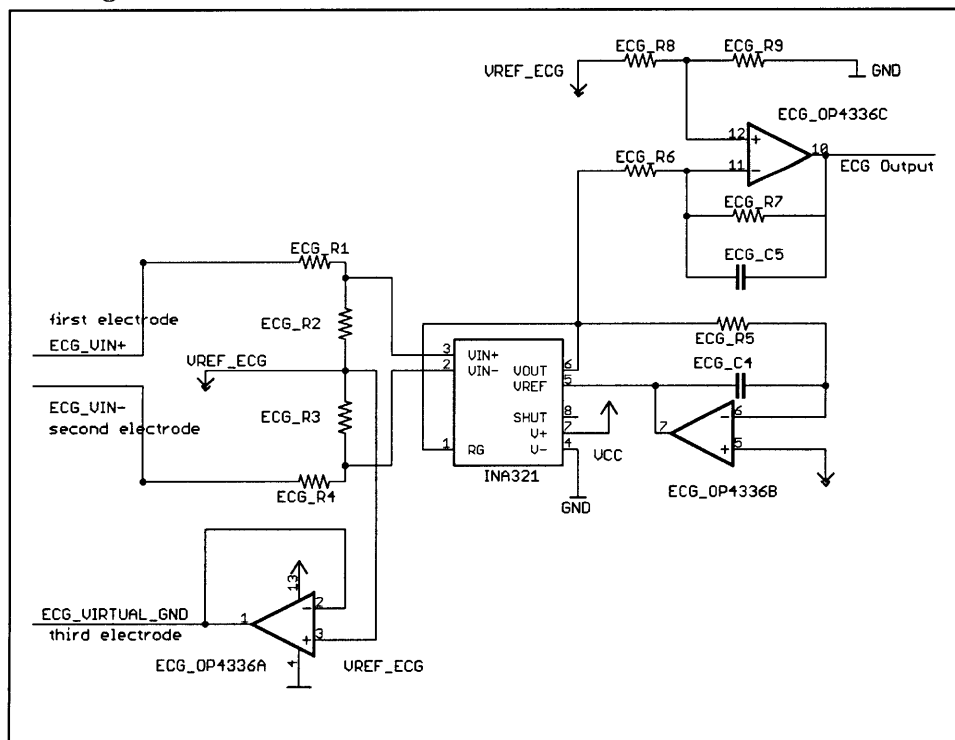 ECG_R8 ECG_R9
VREF_ECG GND
ECG_OP4336C
12 +
11 - 10
ECG_R6
ECG Output
ECG_R7
ECG_C5
ECG_R1
first electrode
ECG_VIN+
ECG_R2
VREF_ECG
ECG_VIN-
second electrode
ECG_R3
ECG_R4
3 VIN+
2 VIN-
1 RG
VOUT 6
VREF 5
SHUT 8
V+ 7
V- 4
INA321
VCC
GND
ECG_R5
ECG_C4
- 6
7
+ 5
ECG_OP4336B
13
ECG_VIRTUAL_GND 1
third electrode
- 2
+ 3
4
ECG_OP4336A VREF_ECG